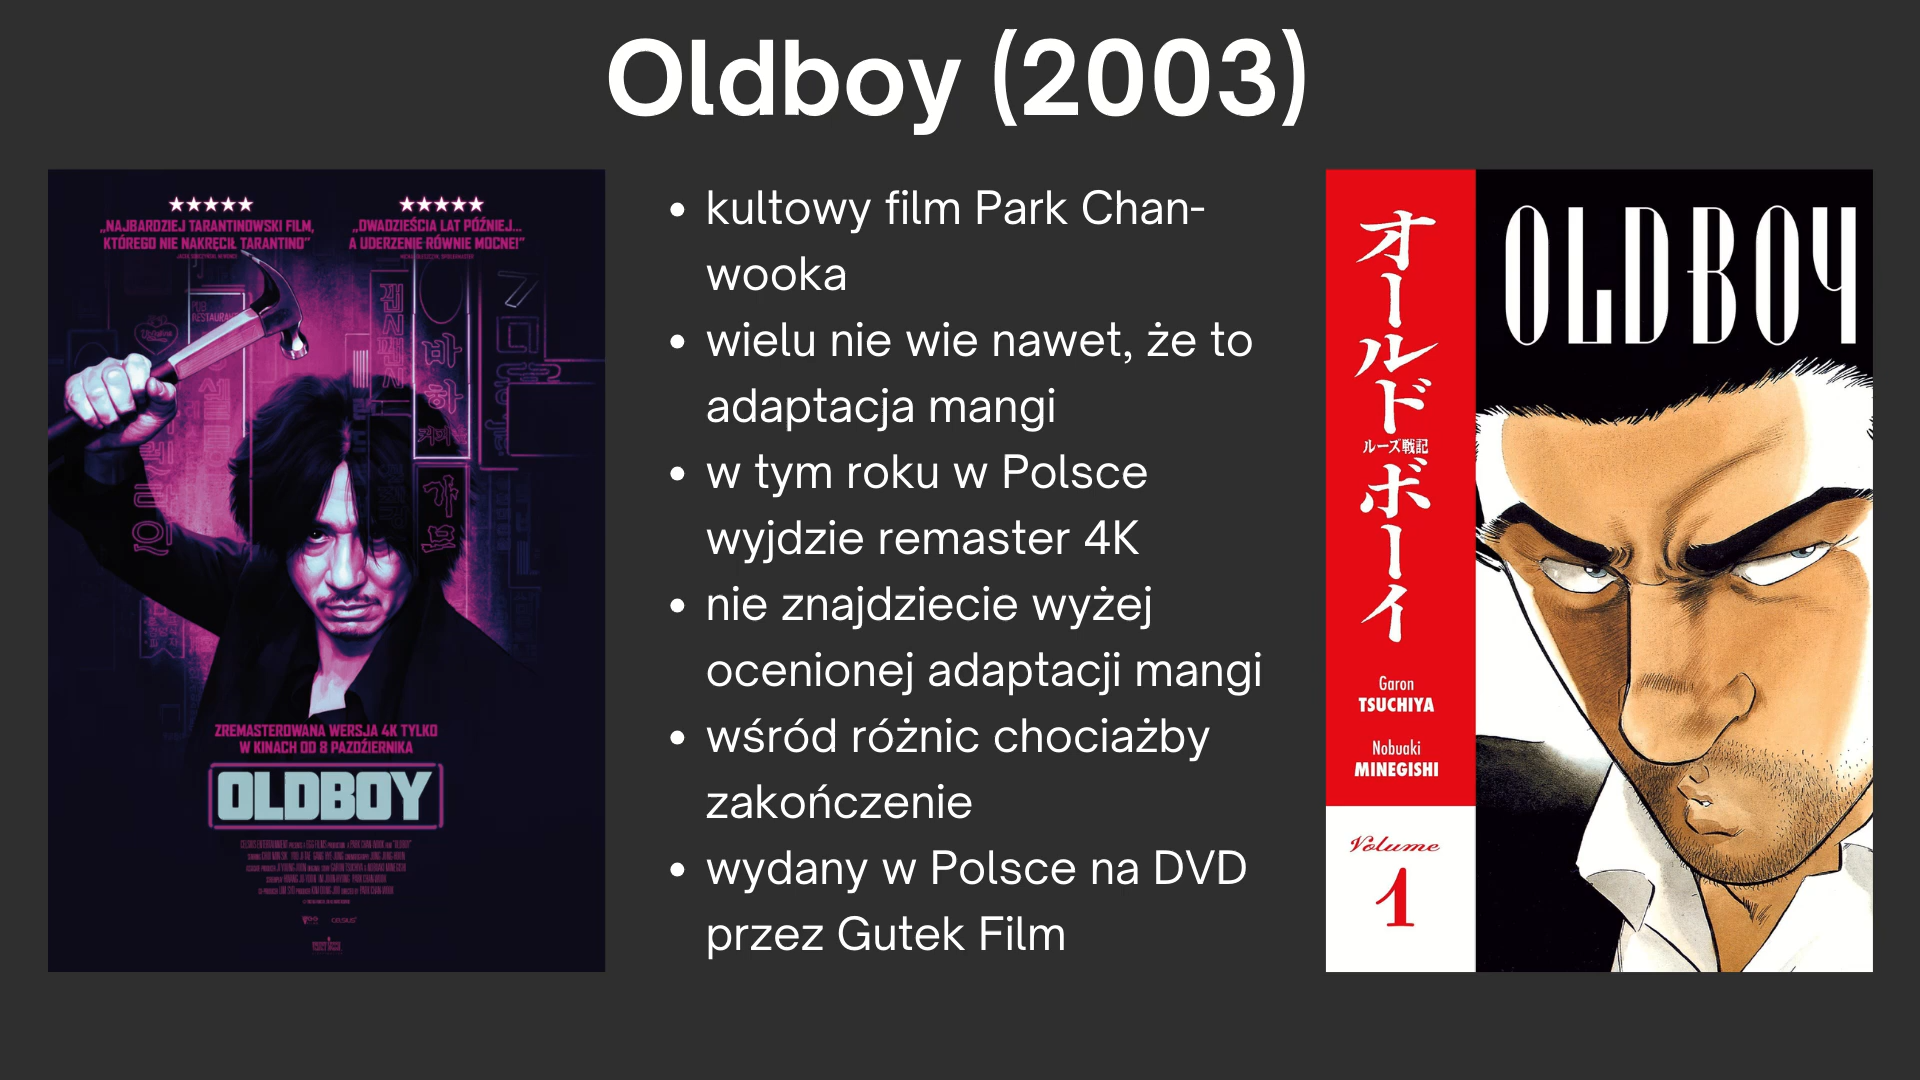 Oldboy (2003)
★★★★★
„NAJBARDZIEJ TARANTINOWSKI FILM,
KTÓREGO NIE NAKRĘCIŁ TARANTINO”
★★★★★
„DWADZIEŚCIA LAT PÓŹNIEJ...
A UDERZENIE RÓWNIE MOCNE!”
ZREMASTEROWANA WERSJA 4K TYLKO
W KINACH OD 8 PAŹDZIERNIKA
OLDBOY
• kultowy film Park Chan-
wooka
• wielu nie wie nawet, że to
adaptacja mangi
• w tym roku w Polsce
wyjdzie remaster 4K
• nie znajdziecie wyżej
ocenionej adaptacji mangi
• wśród różnic chociażby
zakończenie
• wydany w Polsce na DVD
przez Gutek Film
オールド
ルーズ戦記
ボーイ
Garon
TSUCHIYA
Nobuaki
MINEGISHI
Volume
1
OLDBOY